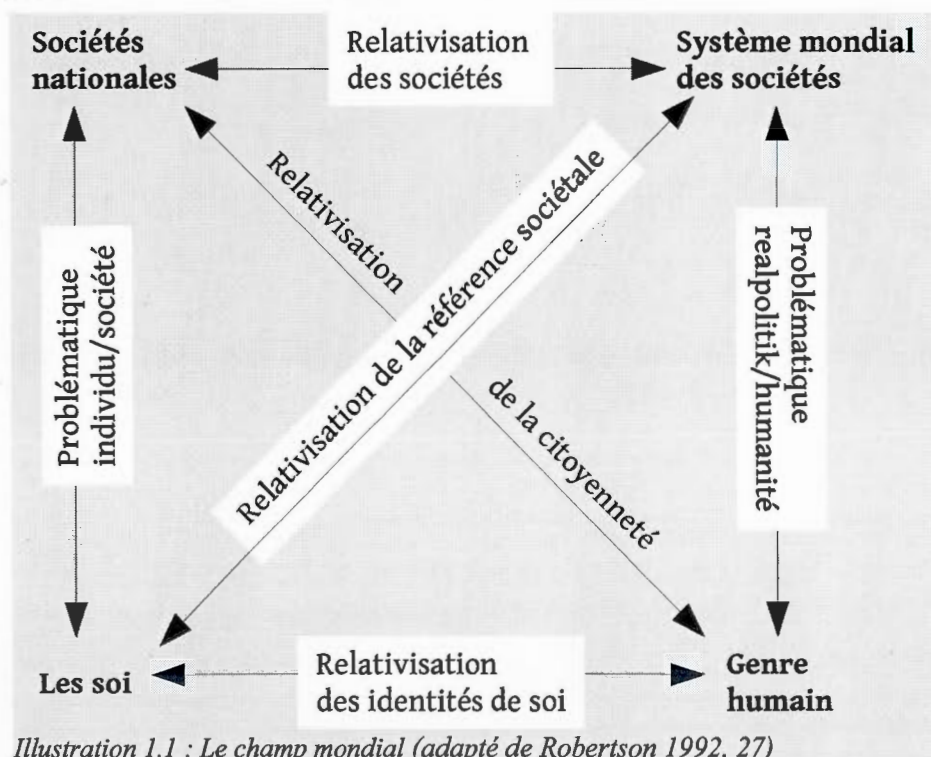 Sociétés
nationales
Relativisation
des sociétés
Système mondial
des sociétés
Relativisation
de la citoyenneté
Relativisation de la référence sociétale
Problématique
individu/société
Problématique
realpolitik/humanité
Les soi
Relativisation
des identités de soi
Genre
humain
Illustration 1.1 : Le champ mondial (adapté de Robertson 1992, 27)